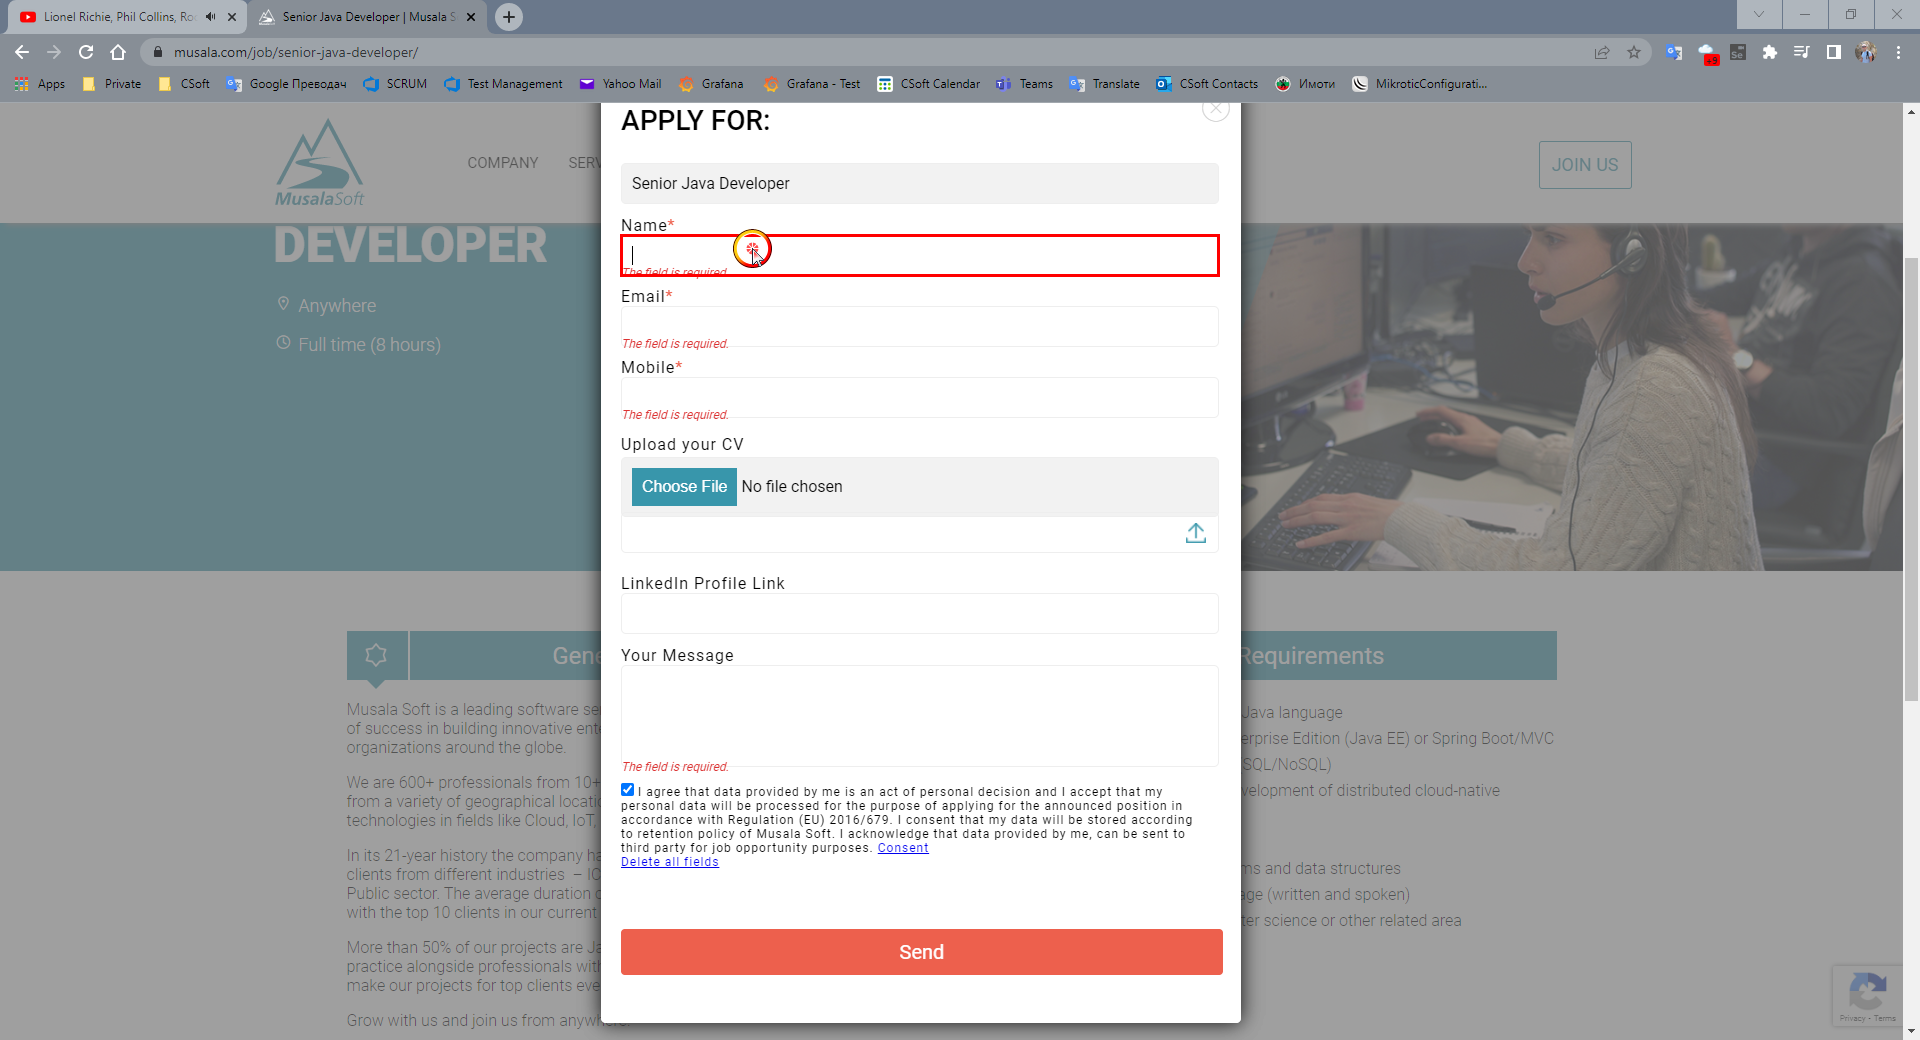 Lionel Richie, Phil Collins, Ro
Senior Java Developer | Musala S
musala.com/job/senior-java-developer/
Apps
Private
CSoft
Google Преводач
SCRUM
Test Management
Yahoo Mail
Grafana
Grafana - Test
CSoft Calendar
Teams
Translate
CSoft Contacts
Имоти
MikroticConfigurati...
MusalaSoft
COMPANY
SERV
JOIN US
DEVELOPER
Anywhere
Full time (8 hours)
APPLY FOR:
Senior Java Developer
Name*
The field is required.
Email*
The field is required.
Mobile*
The field is required.
Upload your CV
Choose File No file chosen
LinkedIn Profile Link
Your Message
The field is required.
I agree that data provided by me is an act of personal decision and I accept that my
personal data will be processed for the purpose of applying for the announced position in
accordance with Regulation (EU) 2016/679. I consent that my data will be stored according
to retention policy of Musala Soft. I acknowledge that data provided by me, can be sent to
third party for job opportunity purposes. Consent
Delete all fields
Send
Gene
Musala Soft is a leading software se
of success in building innovative ente
organizations around the globe.
We are 600+ professionals from 10+
from a variety of geographical locatio
technologies in fields like Cloud, IoT,
In its 21-year history the company ha
clients from different industries – IC
Public sector. The average duration o
with the top 10 clients in our current
More than 50% of our projects are Ja
practice alongside professionals with
make our projects for top clients eve
Grow with us and join us from anywhere
Requirements
Java language
erprise Edition (Java EE) or Spring Boot/MVC
SQL/NoSQL)
velopment of distributed cloud-native
ms and data structures
age (written and spoken)
ter science or other related area
Privacy - Terms